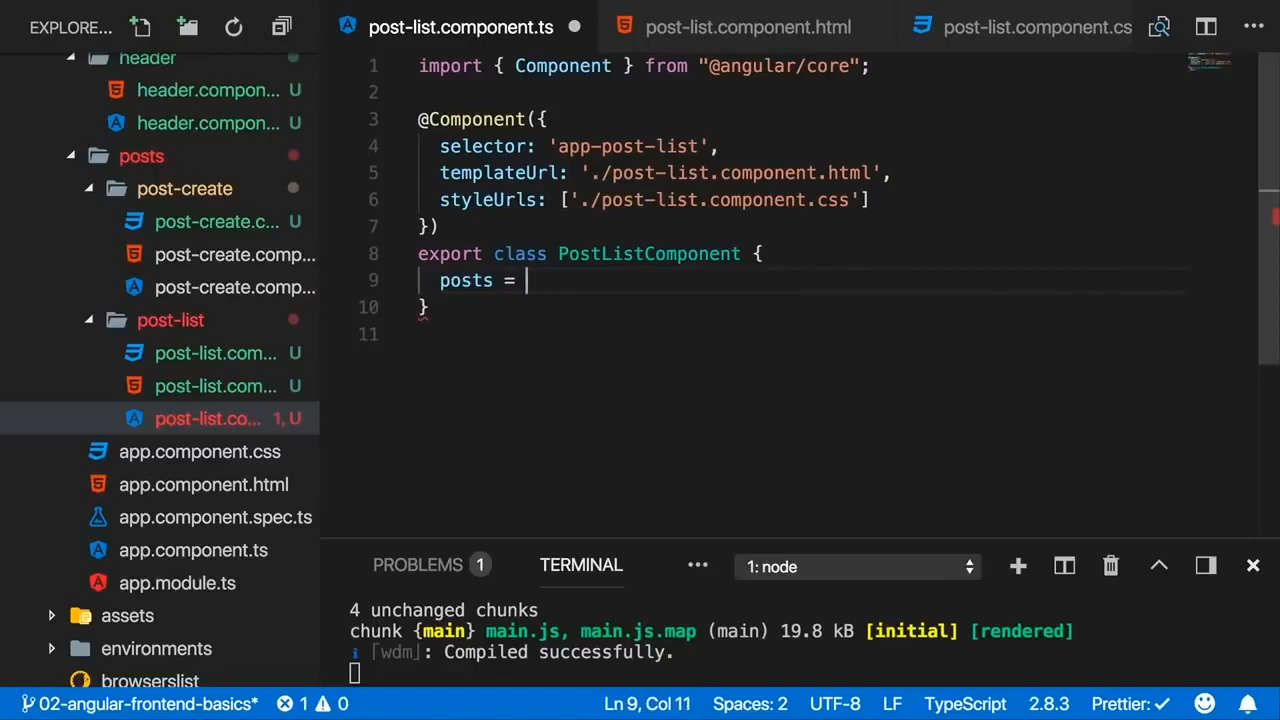 EXPLORE...
post-list.component.ts
post-list.component.html
post-list.component.cs
header
header.compon... U
header.compon... U
posts
post-create
post-create.c... U
post-create.comp...
post-create.comp...
post-list
post-list.com... U
post-list.com... U
post-list.co... 1, U
app.component.css
app.component.html
app.component.spec.ts
app.component.ts
app.module.ts
assets
environments
browserslist
1 import { Component } from "@angular/core";
2
3 @Component({
4 selector: 'app-post-list',
5 templateUrl: './post-list.component.html',
6 styleUrls: ['./post-list.component.css']
7 })
8 export class PostListComponent {
9 posts =
10 }
11
PROBLEMS 1 TERMINAL ... 1: node
4 unchanged chunks
chunk {main} main.js, main.js.map (main) 19.8 kB [initial] [rendered]
i ｢wdm｣: Compiled successfully.
02-angular-frontend-basics* 1 0 Ln 9, Col 11 Spaces: 2 UTF-8 LF TypeScript 2.8.3 Prettier: ✓